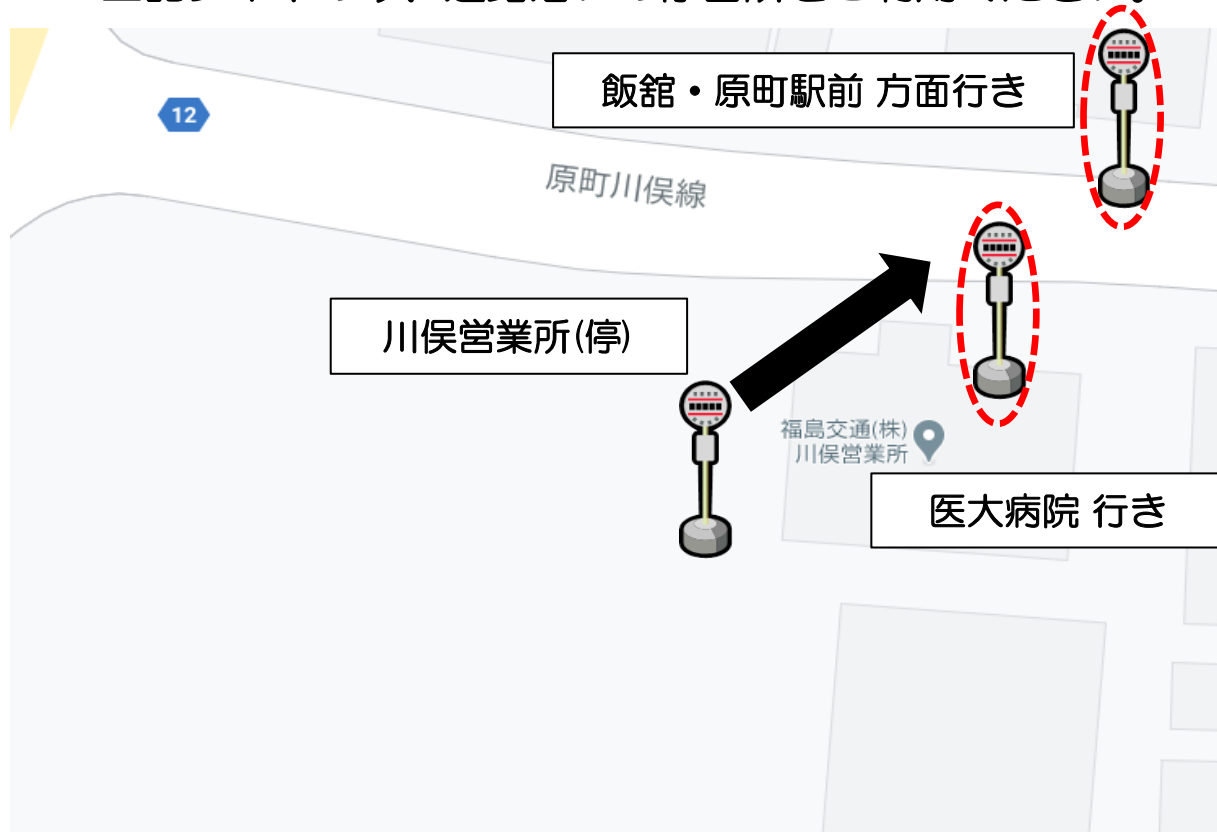 飯舘・原町駅前 方面行き
12
原町川俣線
川俣営業所(停)
福島交通(株)
川俣営業所
医大病院 行き